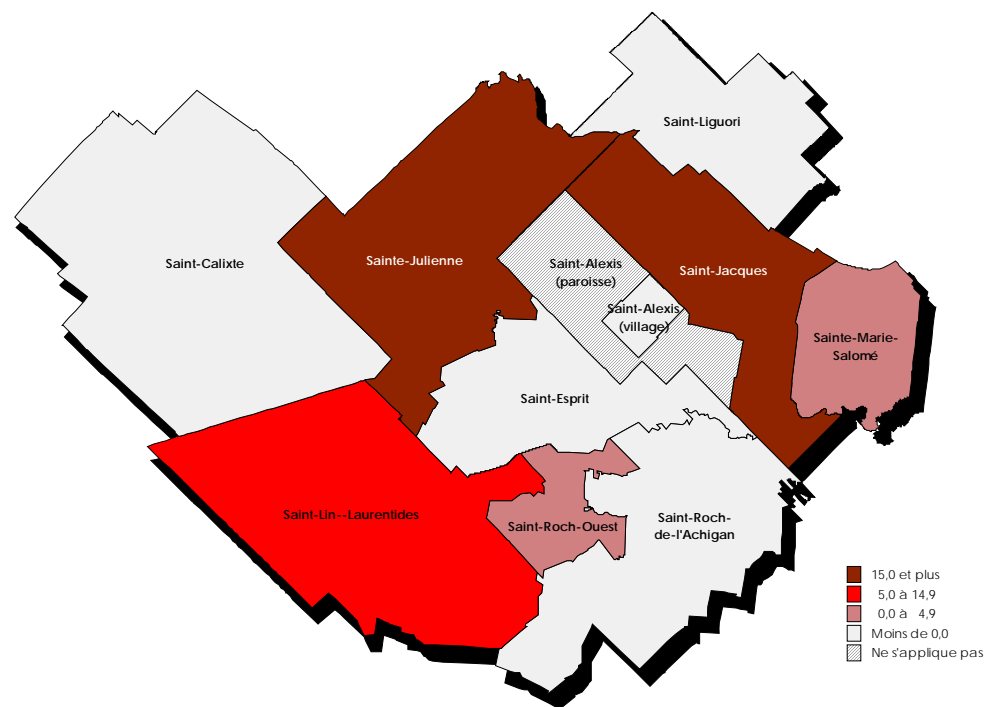 Saint-Liguori
Saint-Calixte
Sainte-Julienne
Saint-Alexis
(paroisse)
Saint-Jacques
Saint-Alexis
(village)
Sainte-Marie-
Salomé
Saint-Esprit
Saint-Lin--Laurentides
Saint-Roch-Ouest
Saint-Roch-
de-l'Achigan
15,0 et plus
5,0 à 14,9
0,0 à 4,9
Moins de 0,0
Ne s'applique pas